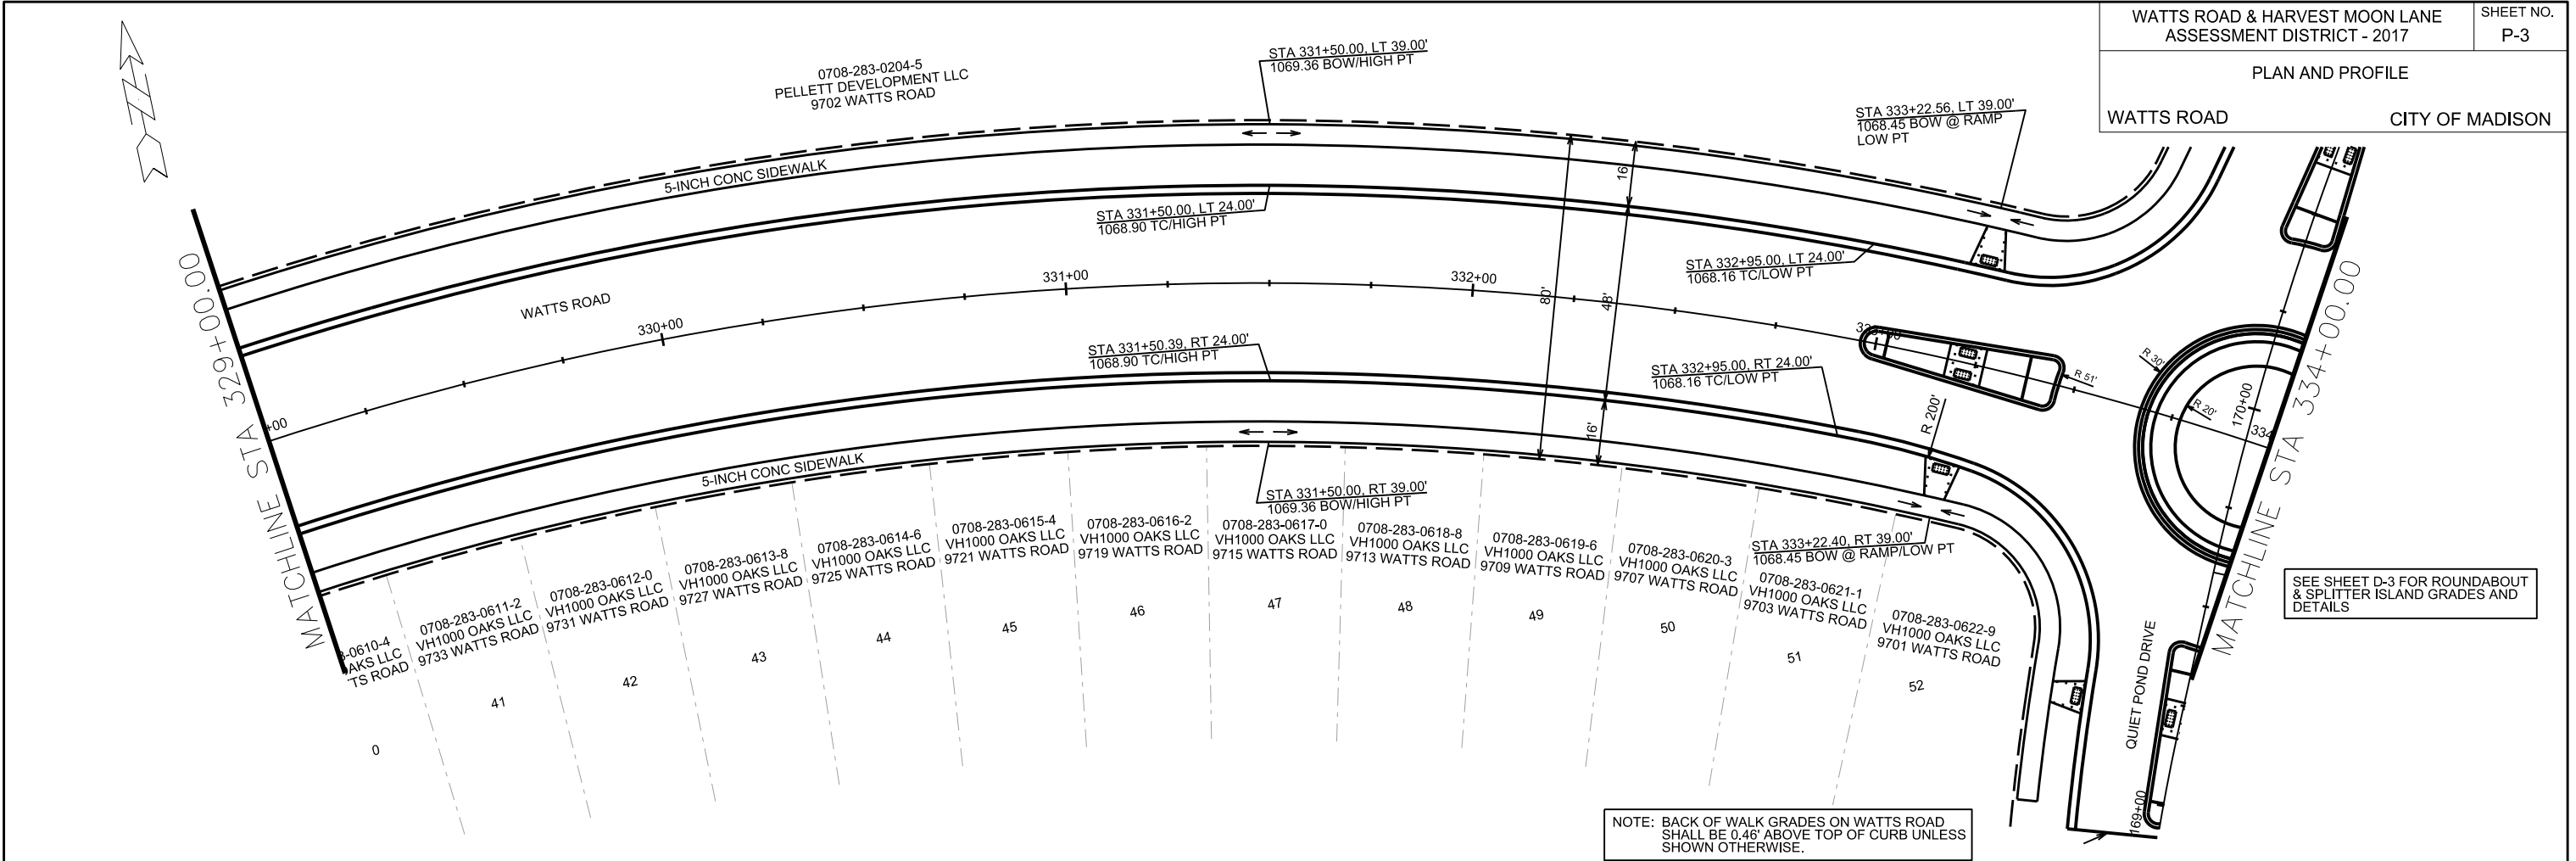 WATTS ROAD & HARVEST MOON LANE
ASSESSMENT DISTRICT - 2017
SHEET NO.
P-3
PLAN AND PROFILE
WATTS ROAD
CITY OF MADISON
0708-283-0204-5
PELLETT DEVELOPMENT LLC
9702 WATTS ROAD
STA 331+50.00, LT 39.00'
1069.36 BOW/HIGH PT
STA 333+22.56, LT 39.00'
1068.45 BOW @ RAMP
LOW PT
5-INCH CONC SIDEWALK
16'
STA 331+50.00, LT 24.00'
1068.90 TC/HIGH PT
STA 332+95.00, LT 24.00'
1068.16 TC/LOW PT
MATCHLINE STA 329+00.00
+00
WATTS ROAD
330+00
331+00
332+00
80'
48'
333+00
STA 331+50.39, RT 24.00'
1068.90 TC/HIGH PT
STA 332+95.00, RT 24.00'
1068.16 TC/LOW PT
R 30'
R 51'
R 20'
170+00
334
MATCHLINE STA 334+00.00
R 200'
16'
5-INCH CONC SIDEWALK
STA 331+50.00, RT 39.00'
1069.36 BOW/HIGH PT
STA 333+22.40, RT 39.00'
1068.45 BOW @ RAMP/LOW PT
3-0610-4
AKS LLC
TS ROAD
0
0708-283-0611-2
VH1000 OAKS LLC
9733 WATTS ROAD
41
0708-283-0612-0
VH1000 OAKS LLC
9731 WATTS ROAD
42
0708-283-0613-8
VH1000 OAKS LLC
9727 WATTS ROAD
43
0708-283-0614-6
VH1000 OAKS LLC
9725 WATTS ROAD
44
0708-283-0615-4
VH1000 OAKS LLC
9721 WATTS ROAD
45
0708-283-0616-2
VH1000 OAKS LLC
9719 WATTS ROAD
46
0708-283-0617-0
VH1000 OAKS LLC
9715 WATTS ROAD
47
0708-283-0618-8
VH1000 OAKS LLC
9713 WATTS ROAD
48
0708-283-0619-6
VH1000 OAKS LLC
9709 WATTS ROAD
49
0708-283-0620-3
VH1000 OAKS LLC
9707 WATTS ROAD
50
0708-283-0621-1
VH1000 OAKS LLC
9703 WATTS ROAD
51
0708-283-0622-9
VH1000 OAKS LLC
9701 WATTS ROAD
52
QUIET POND DRIVE
169+00
SEE SHEET D-3 FOR ROUNDABOUT
& SPLITTER ISLAND GRADES AND
DETAILS
NOTE: BACK OF WALK GRADES ON WATTS ROAD
SHALL BE 0.46' ABOVE TOP OF CURB UNLESS
SHOWN OTHERWISE.